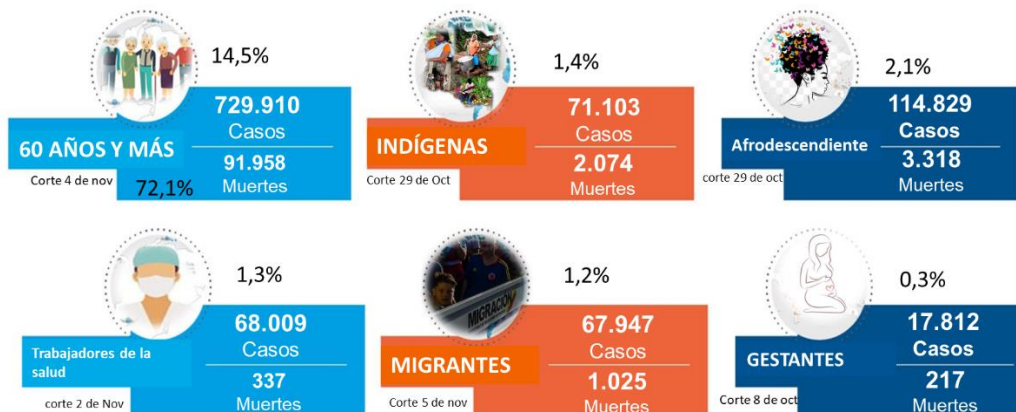 14,5%
729.910
Casos
60 AÑOS Y MÁS
91.958
Corte 4 de nov
72,1%
Muertes
1,4%
71.103
Casos
INDÍGENAS
2.074
Corte 29 de Oct
Muertes
2,1%
114.829
Casos
Afrodescendiente
3.318
corte 29 de oct
Muertes
1,3%
68.009
Casos
Trabajadores de la
salud
337
corte 2 de Nov
Muertes
1,2%
MIGRACIÓN
67.947
Casos
MIGRANTES
1.025
Corte 5 de nov
Muertes
0,3%
17.812
Casos
GESTANTES
217
Corte 8 de oct
Muertes